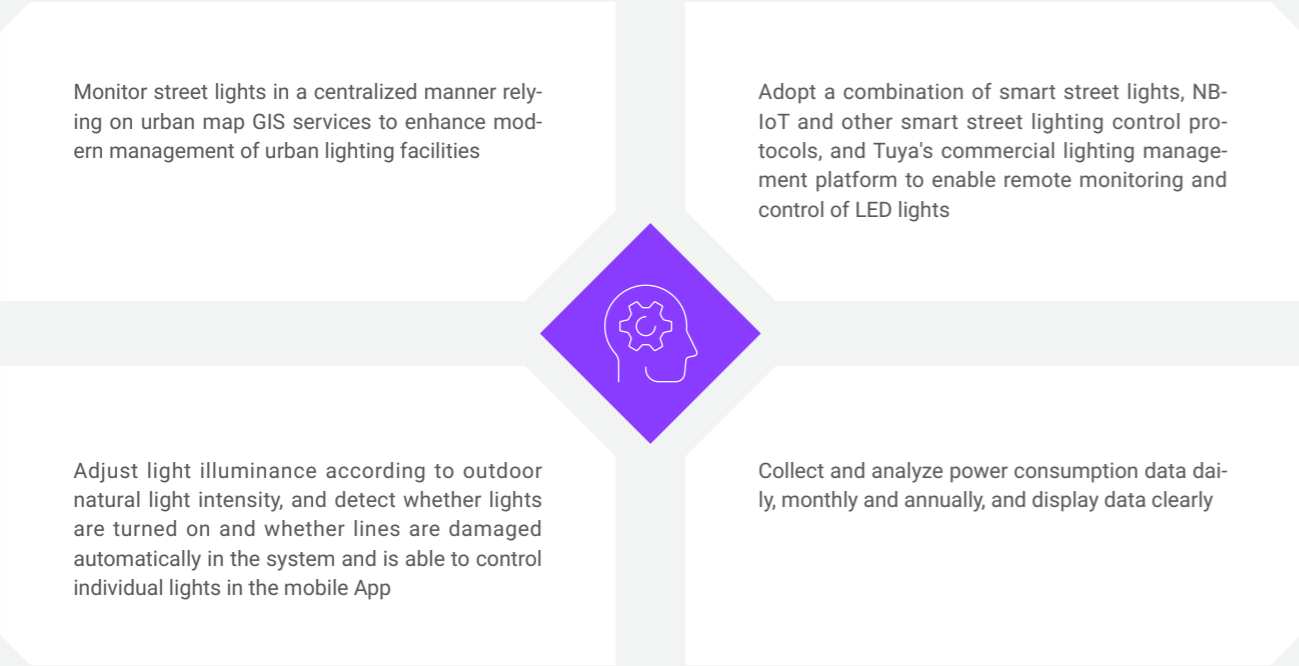 Monitor street lights in a centralized manner rely-
ing on urban map GIS services to enhance mod-
ern management of urban lighting facilities
Adopt a combination of smart street lights, NB-
IoT and other smart street lighting control pro-
tocols, and Tuya's commercial lighting manage-
ment platform to enable remote monitoring and
control of LED lights
Adjust light illuminance according to outdoor
natural light intensity, and detect whether lights
are turned on and whether lines are damaged
automatically in the system and is able to control
individual lights in the mobile App
Collect and analyze power consumption data dai-
ly, monthly and annually, and display data clearly